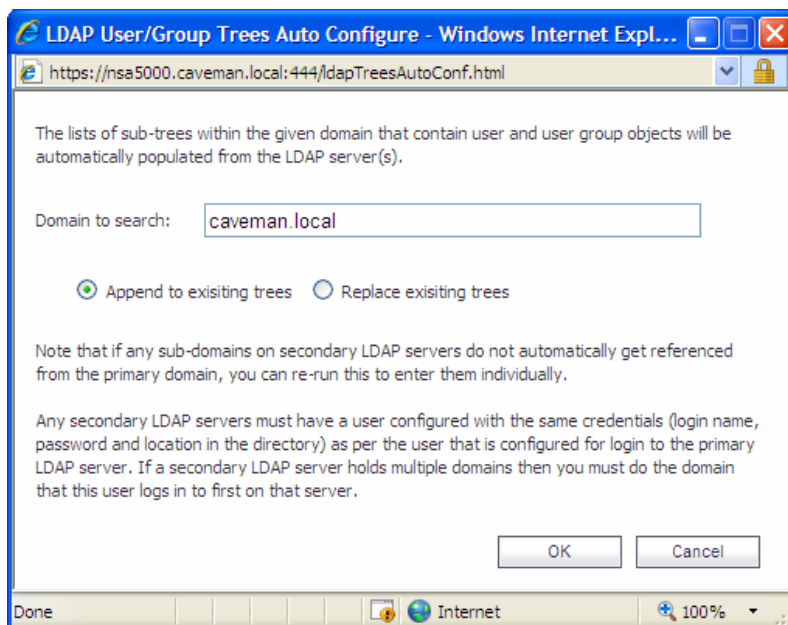 LDAP User/Group Trees Auto Configure - Windows Internet Expl...
https://nsa5000.caveman.local:444/ldapTreesAutoConf.html
The lists of sub-trees within the given domain that contain user and user group objects will be
automatically populated from the LDAP server(s).
Domain to search: caveman.local
Append to exisiting trees Replace exisiting trees
Note that if any sub-domains on secondary LDAP servers do not automatically get referenced
from the primary domain, you can re-run this to enter them individually.
Any secondary LDAP servers must have a user configured with the same credentials (login name,
password and location in the directory) as per the user that is configured for login to the primary
LDAP server. If a secondary LDAP server holds multiple domains then you must do the domain
that this user logs in to first on that server.
OK Cancel
Done Internet 100%